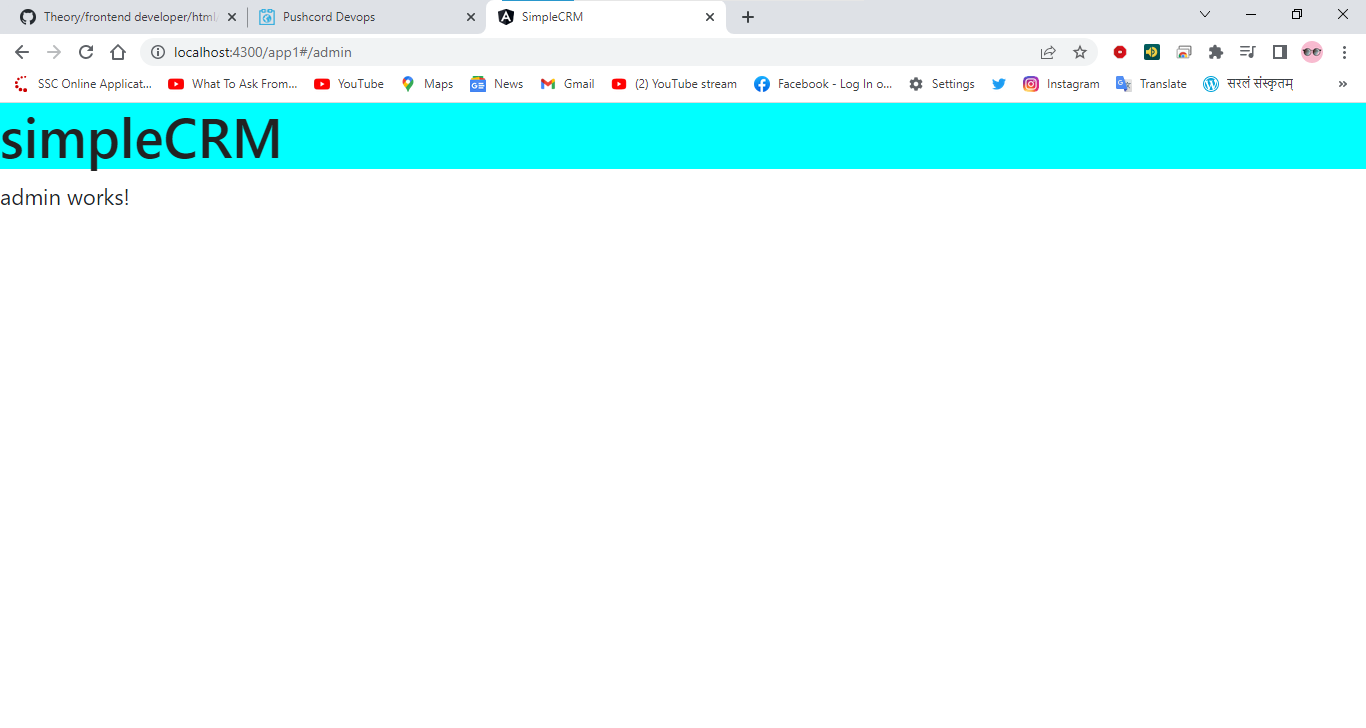 Theory/frontend developer/html/
Pushcord Devops
SimpleCRM
localhost:4300/app1#/admin
SSC Online Applicat...
What To Ask From...
YouTube
Maps
News
Gmail
(2) YouTube stream
Facebook - Log In o...
Settings
Instagram
Translate
सरलं संस्कृतम्
simpleCRM
admin works!